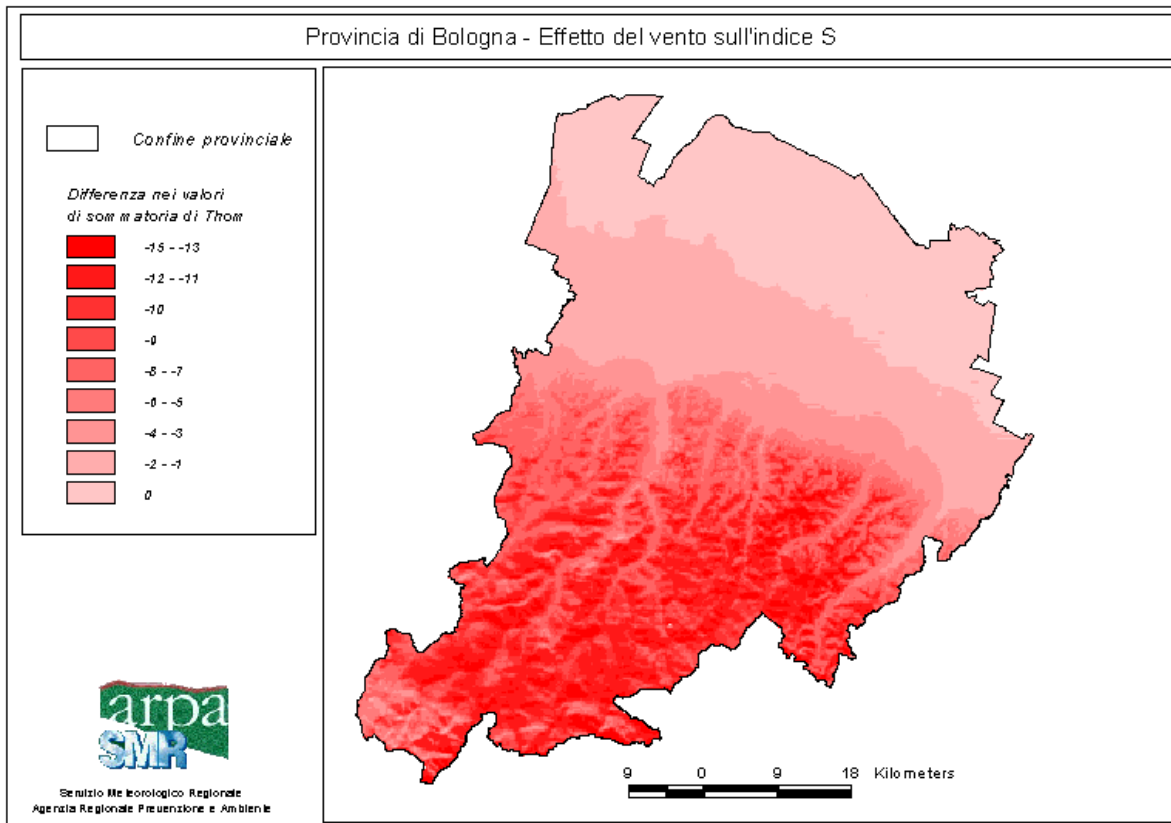 Provincia di Bologna - Effetto del vento sull'indice S
Confine provinciale
Differenza nei valori
di sommatoria di Thom
-15 - -13
-12 - -11
-10
-9
-8 - -7
-6 - -5
-4 - -3
-2 - -1
0
arpa
SMR
Servizio Meteorologico Regionale
Agenzia Regionale Prevenzione e Ambiente
9 0 9 18 Kilometers